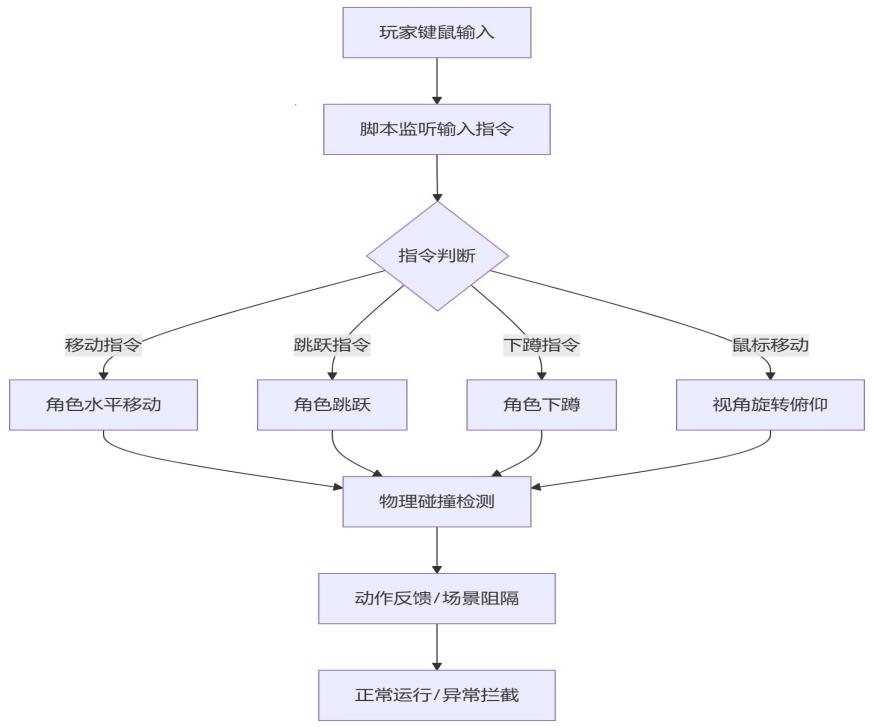 玩家键鼠输入
脚本监听输入指令
指令判断
移动指令
跳跃指令
下蹲指令
鼠标移动
角色水平移动
角色跳跃
角色下蹲
视角旋转俯仰
物理碰撞检测
动作反馈/场景阻隔
正常运行/异常拦截